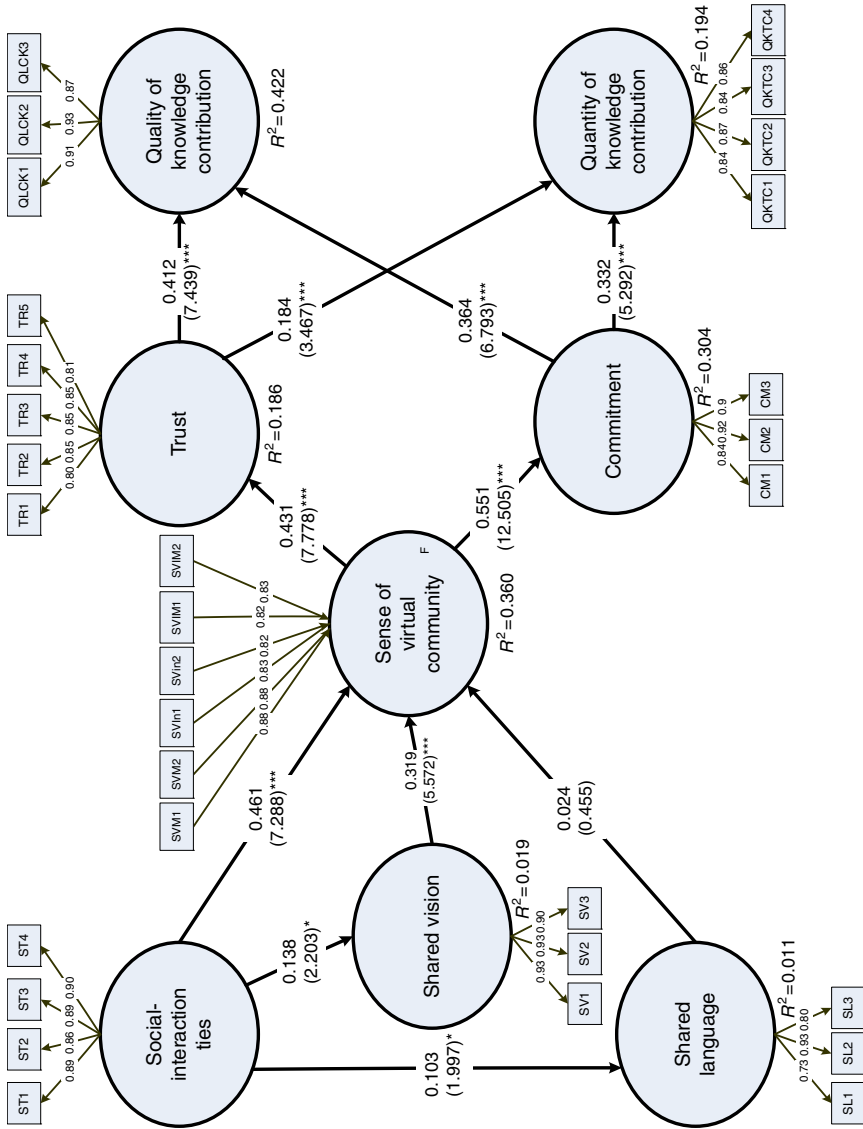 ST1
ST2
ST3
ST4
0.89
0.86
0.89
0.90
Social-
interaction
ties
0.461
(7.288)***
0.138
(2.203)*
0.103
(1.997)*
Shared vision
R² = 0.019
0.93
0.93
0.90
SV1
SV2
SV3
0.319
(5.572)***
Shared
language
R² = 0.011
0.73
0.93
0.80
SL1
SL2
SL3
0.024
(0.455)
SVM1
SVM2
SVIn1
SVin2
SVIM1
SVIM2
0.88
0.88
0.83
0.82
0.82
0.83
Sense of
virtual
community
F
R² = 0.360
0.431
(7.778)***
0.551
(12.505)***
TR1
TR2
TR3
TR4
TR5
0.80
0.85
0.85
0.85
0.81
Trust
R² = 0.186
0.412
(7.439)***
0.184
(3.467)***
0.364
(6.793)***
Commitment
R² = 0.304
0.84
0.92
0.9
CM1
CM2
CM3
0.332
(5.292)***
QLCK1
QLCK2
QLCK3
0.91
0.93
0.87
Quality of
knowledge
contribution
R² = 0.422
Quantity of
knowledge
contribution
R² = 0.194
0.84
0.87
0.84
0.86
QKTC1
QKTC2
QKTC3
QKTC4